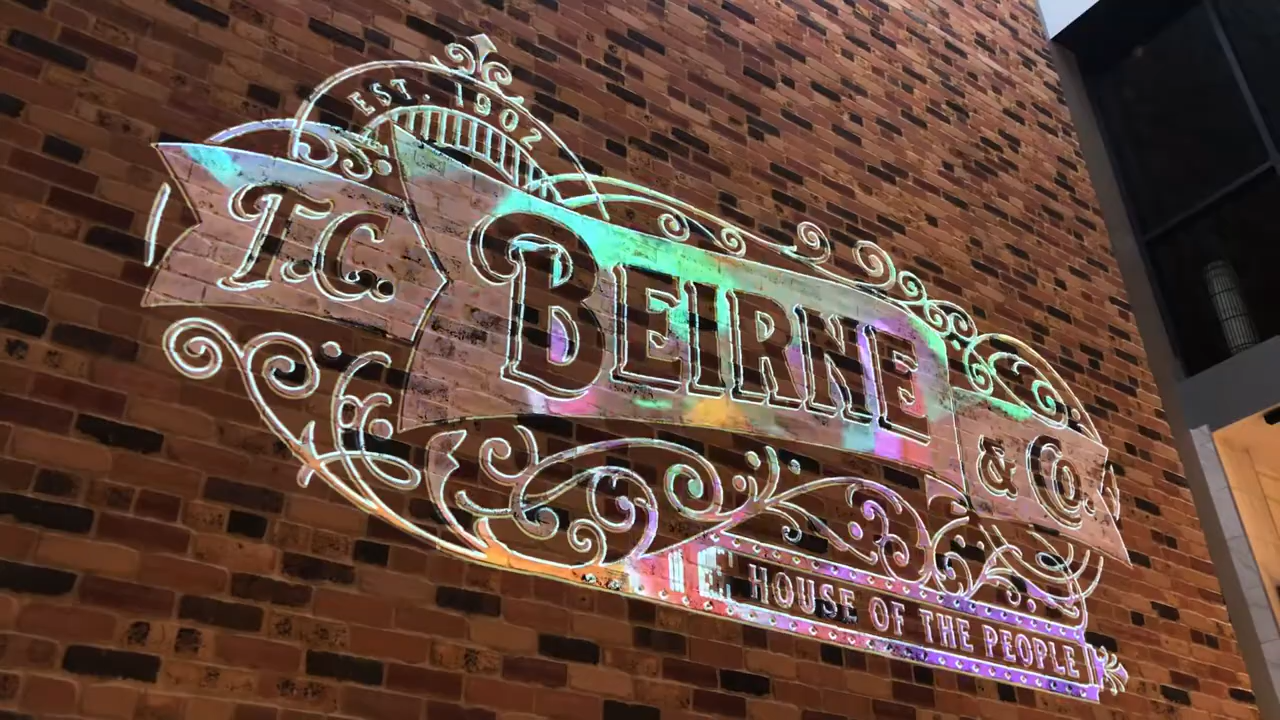 EST. 1902
T.C. BEIRNE & Co.
HOUSE OF THE PEOPLE